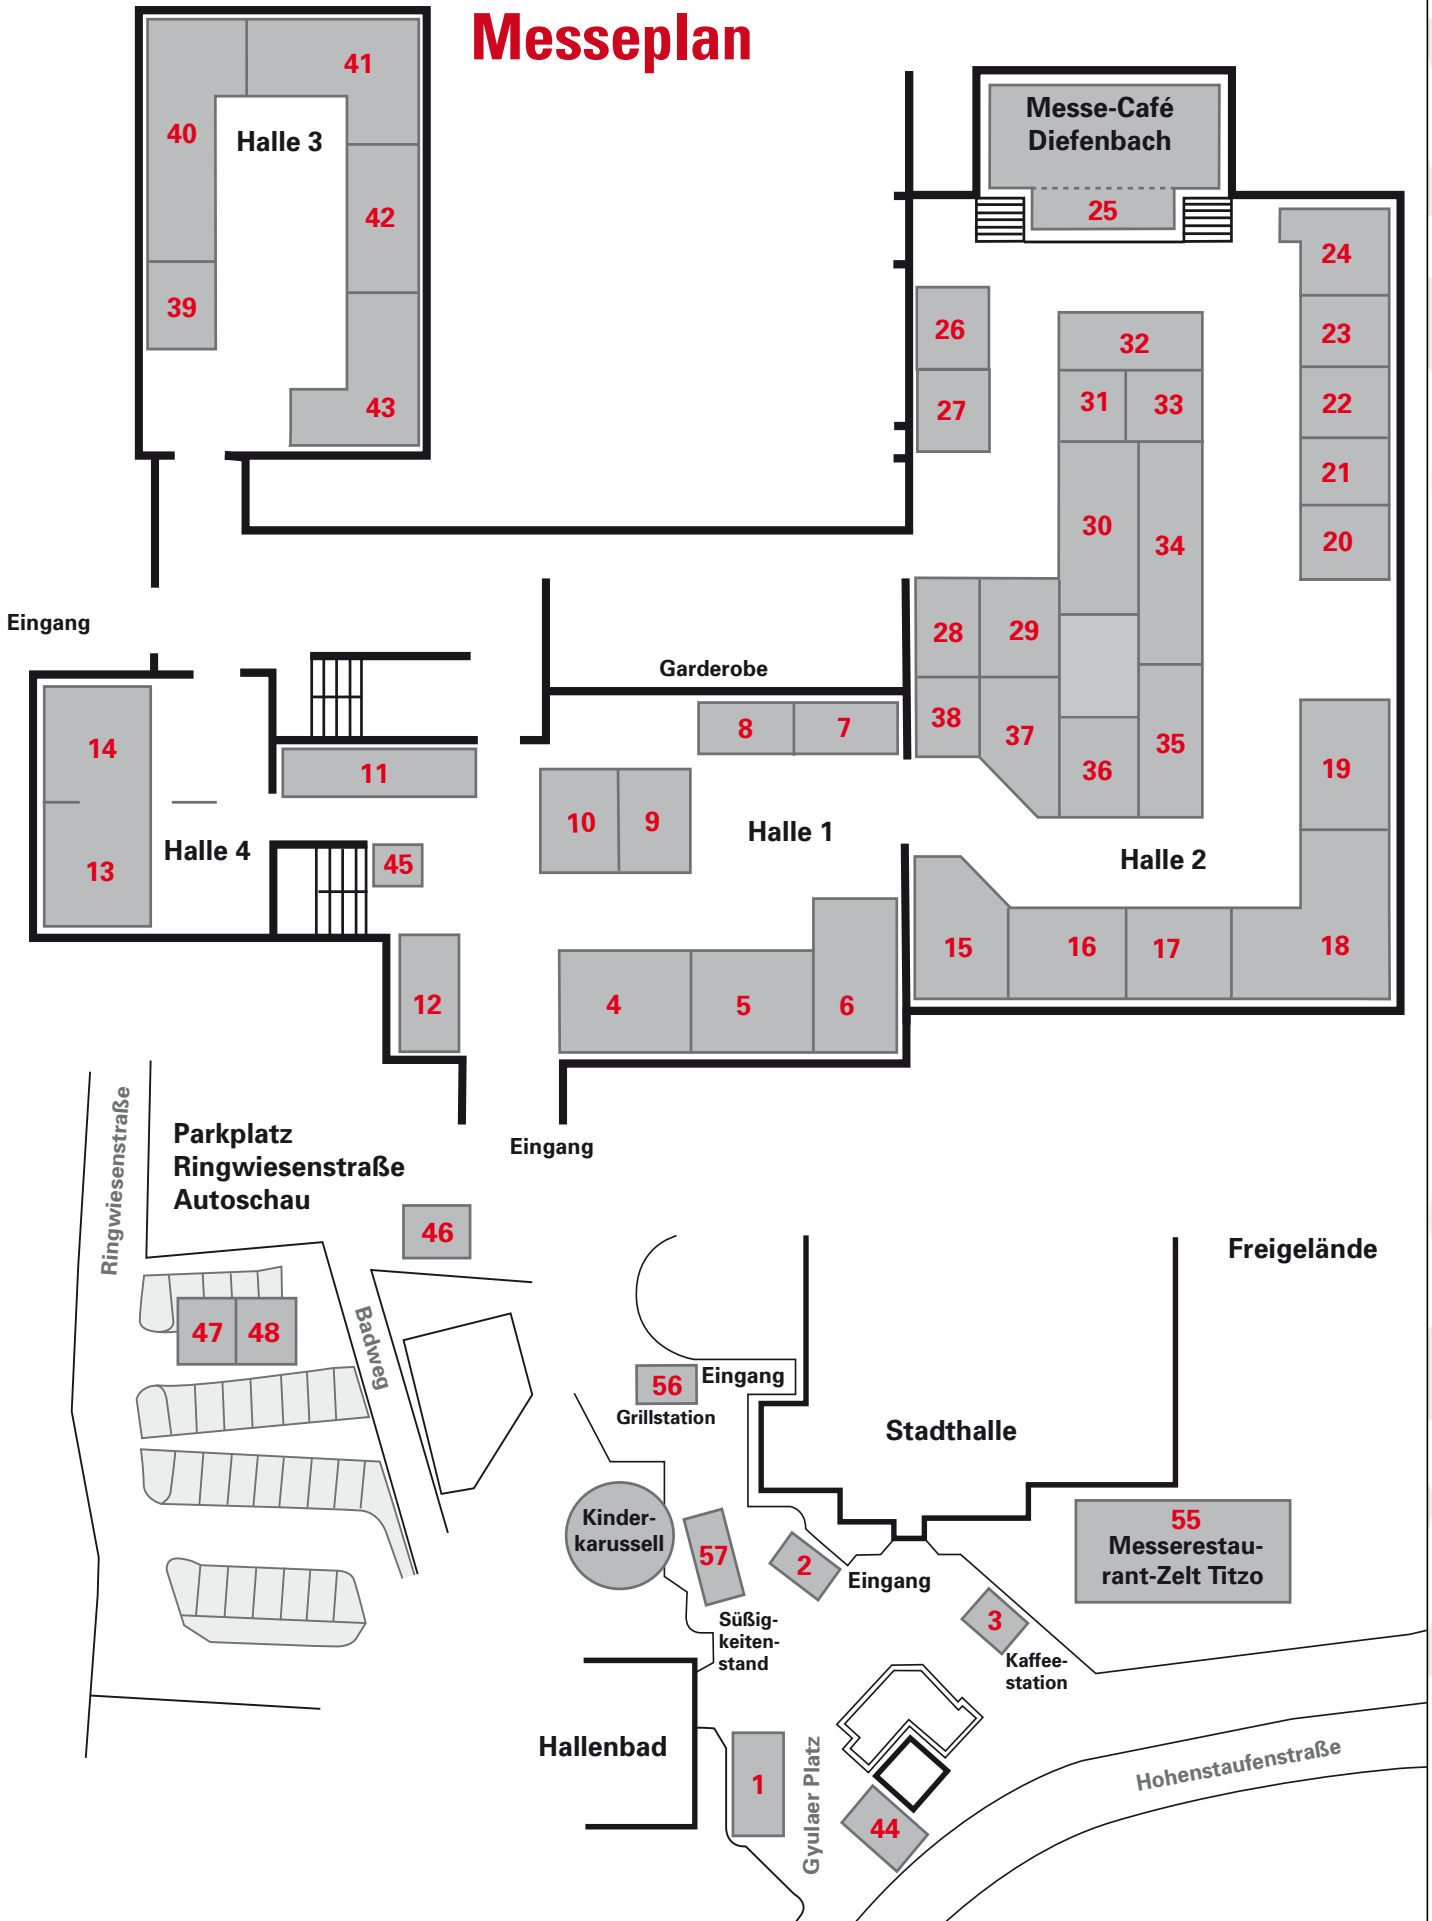 Messeplan
41
40
Halle 3
42
39
43
Messe-Café
Diefenbach
25
24
26
32
23
27
31
33
22
21
30
34
20
Eingang
28
29
Garderobe
38
37
35
36
19
8
7
14
11
10
9
Halle 1
Halle 4
45
13
Halle 2
15
16
17
18
12
4
5
6
Eingang
Parkplatz
Ringwiesenstraße
Autoschau
Ringwiesenstraße
46
47
48
Badweg
Freigelände
56
Eingang
Grillstation
Stadthalle
Kinder-
karussell
57
2
Eingang
55
Messerestau-
rant-Zelt Titzo
Süßig-
keiten-
stand
3
Kaffee-
station
Hallenbad
1
Gyulaer Platz
44
Hohenstaufenstraße